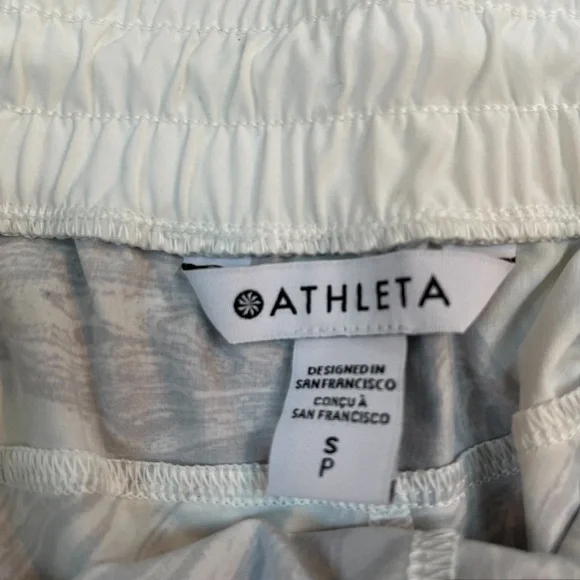 ATHLETA
DESIGNED IN
SAN FRANCISCO
CONÇU À
SAN FRANCISCO
S
P